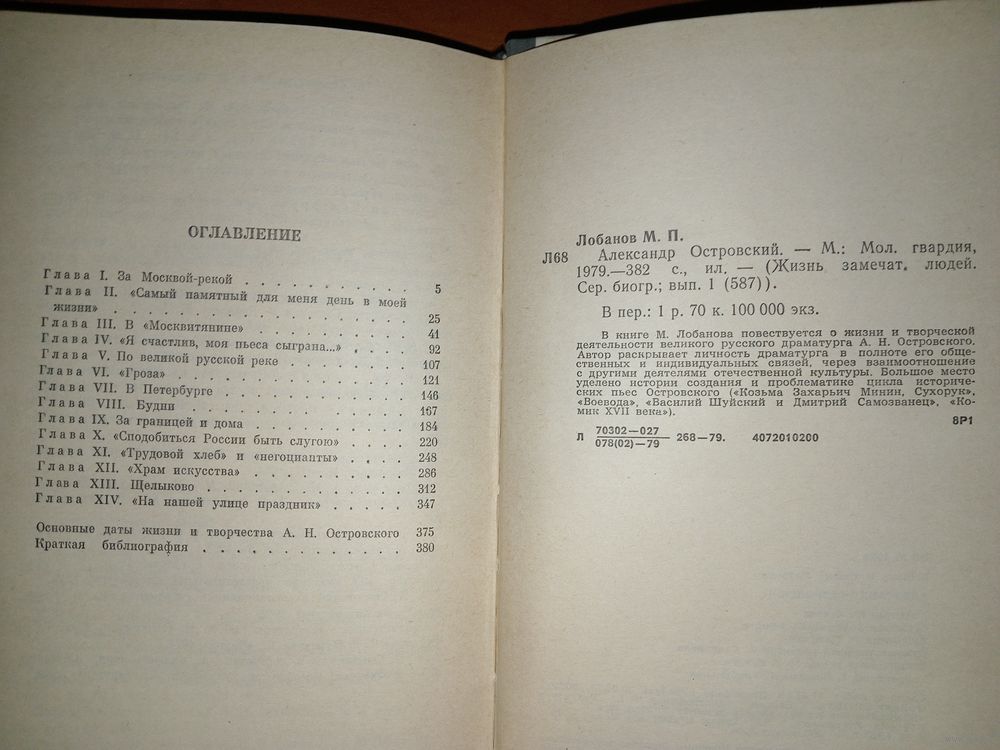 ОГЛАВЛЕНИЕ
Глава I. За Москвой-рекой . . . . . . . . . . . 5
Глава II. «Самый памятный для меня день в моей
жизни» . . . . . . . . . . . . . . . . . . 25
Глава III. В «Москвитянине» . . . . . . . . . . 41
Глава IV. «Я счастлив, моя пьеса сыграна...» . . . . 92
Глава V. По великой русской реке . . . . . . . . 107
Глава VI. «Гроза» . . . . . . . . . . . . . . 121
Глава VII. В Петербурге . . . . . . . . . . . . 146
Глава VIII. Будни . . . . . . . . . . . . . . 167
Глава IX. За границей и дома . . . . . . . . . . 184
Глава X. «Сподобиться России быть слугою» . . . . 220
Глава XI. «Трудовой хлеб» и «негоцианты» . . . . 248
Глава XII. «Храм искусства» . . . . . . . . . . 286
Глава XIII. Щелыково . . . . . . . . . . . . . 312
Глава XIV. «На нашей улице праздник» . . . . . 347
Основные даты жизни и творчества А. Н. Островского 375
Краткая библиография . . . . . . . . . . . . . 380
Лобанов М. П.
Л68 Александр Островский. — М.: Мол. гвардия,
1979.—382 с., ил. — (Жизнь замечат. людей.
Сер. биогр.; вып. 1 (587)).
В пер.: 1 р. 70 к. 100 000 экз.
В книге М. Лобанова повествуется о жизни и творческой
деятельности великого русского драматурга А. Н. Островского.
Автор раскрывает личность драматурга в полноте его обще-
ственных и индивидуальных связей, через взаимоотношение
с другими деятелями отечественной культуры. Большое место
уделено истории создания и проблематике цикла историче-
ских пьес Островского («Козьма Захарьич Минин, Сухорук»,
«Воевода», «Василий Шуйский и Дмитрий Самозванец», «Ко-
мик XVII века»).
8Р1
Л 70302—027
078(02)—79 268—79. 4072010200